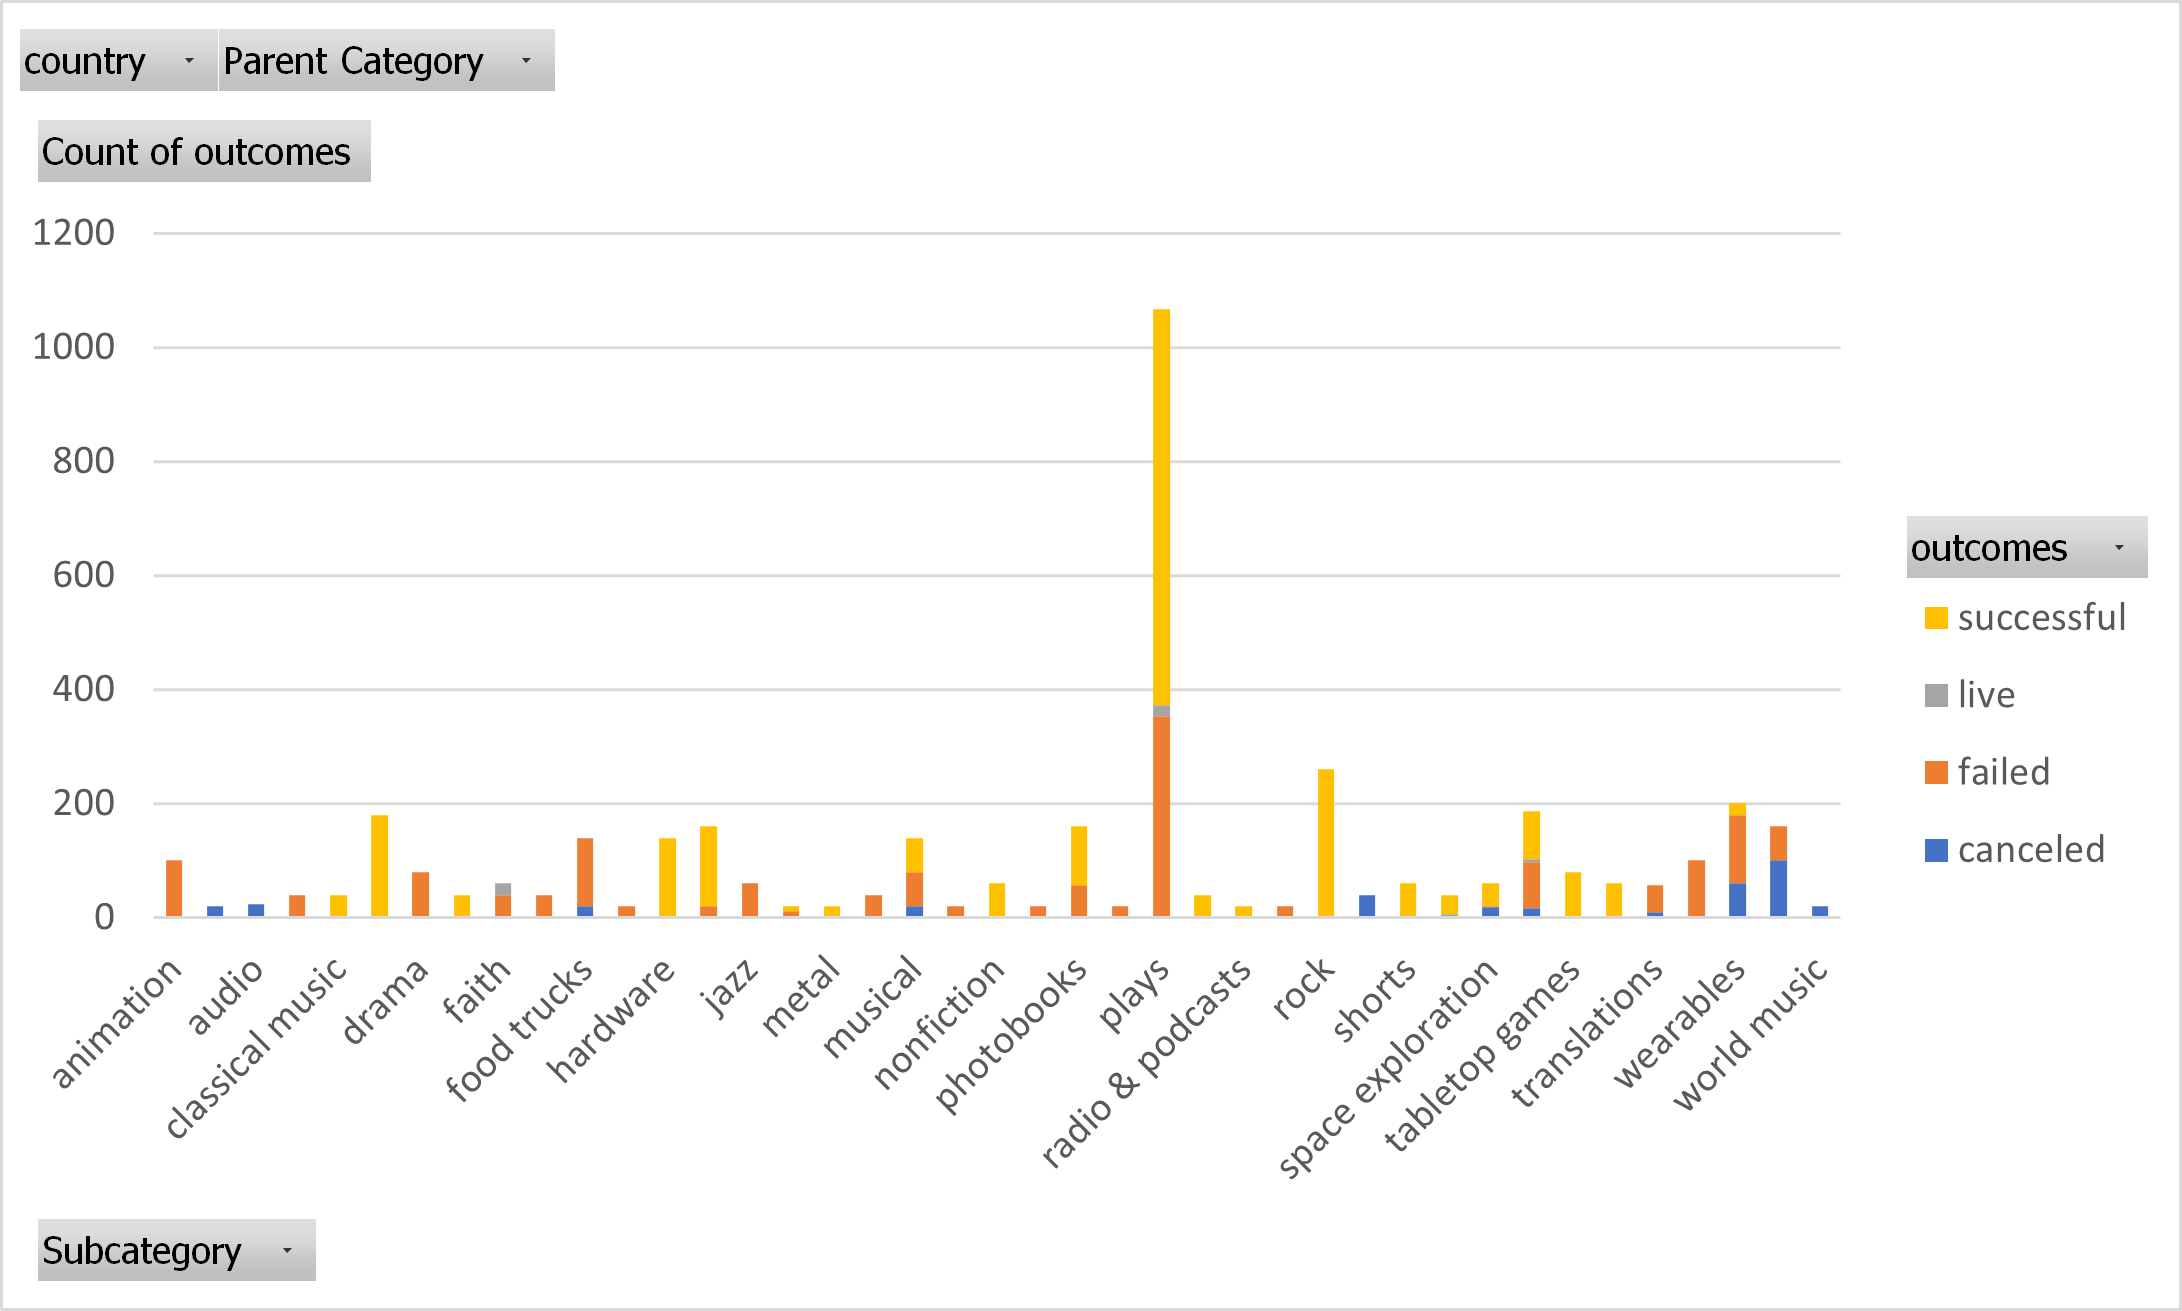 country Parent Category
Count of outcomes
1200
1000
800
600
400
200
0
outcomes
successful
live
failed
canceled
animation
audio
classical music
drama
faith
food trucks
hardware
jazz
metal
musical
nonfiction
photobooks
plays
radio & podcasts
rock
shorts
space exploration
tabletop games
translations
wearables
world music
Subcategory